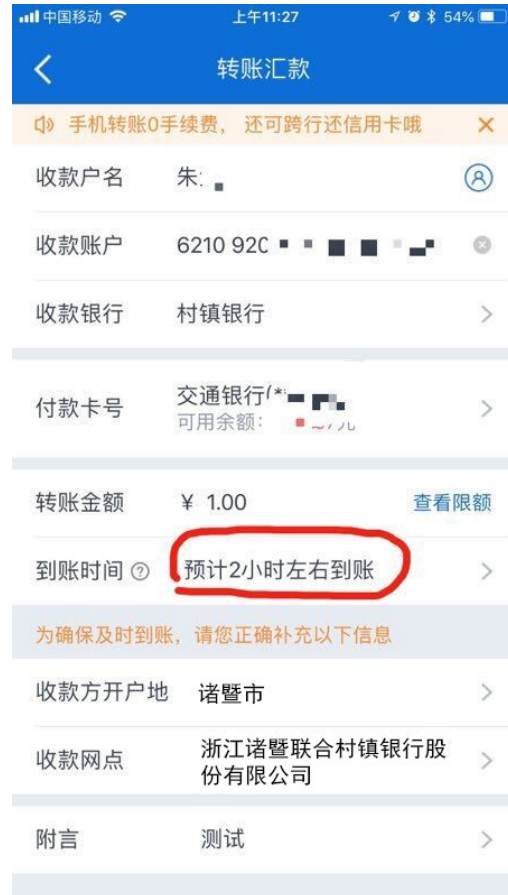 中国移动 上午11:27 54%
转账汇款
手机转账0手续费，还可跨行还信用卡哦
收款户名 朱
收款账户 6210 920
收款银行 村镇银行
付款卡号 交通银行(*
可用余额: 元
转账金额 ¥ 1.00 查看限额
到账时间 ? 预计2小时左右到账
为确保及时到账，请您正确补充以下信息
收款方开户地 诸暨市
收款网点 浙江诸暨联合村镇银行股
份有限公司
附言 测试